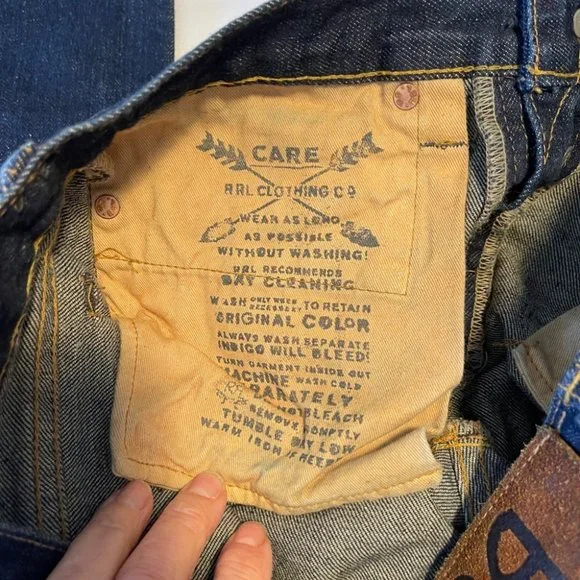 CARE
RRL CLOTHING CO
WEAR AS LONG
AS POSSIBLE
WITHOUT WASHING!
RRL RECOMMENDS
DRY CLEANING
WASH ONLY WHEN NECESSARY TO RETAIN
ORIGINAL COLOR
ALWAYS WASH SEPARATE
INDIGO WILL BLEED!
TURN GARMENT INSIDE OUT
MACHINE WASH COLD
BLEACH
REMOVE PROMPTLY
TUMBLE DRY LOW
WARM IRON IF NEEDED